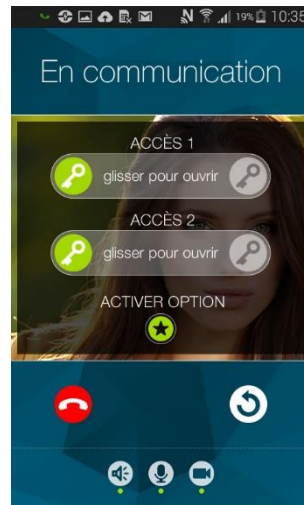 19% 10:35
En communication
ACCÈS 1
glisser pour ouvrir
ACCÈS 2
glisser pour ouvrir
ACTIVER OPTION